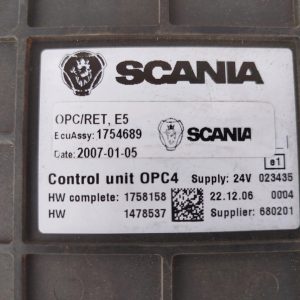 SCANIA
OPC/RET, E5
EcuAssy: 1754689
SCANIA
Date: 2007-01-05
e1
Control unit OPC4 Supply: 24V 023435
HW complete: 1758158 22.12.06 0004
HW 1478537 Supplier: 680201